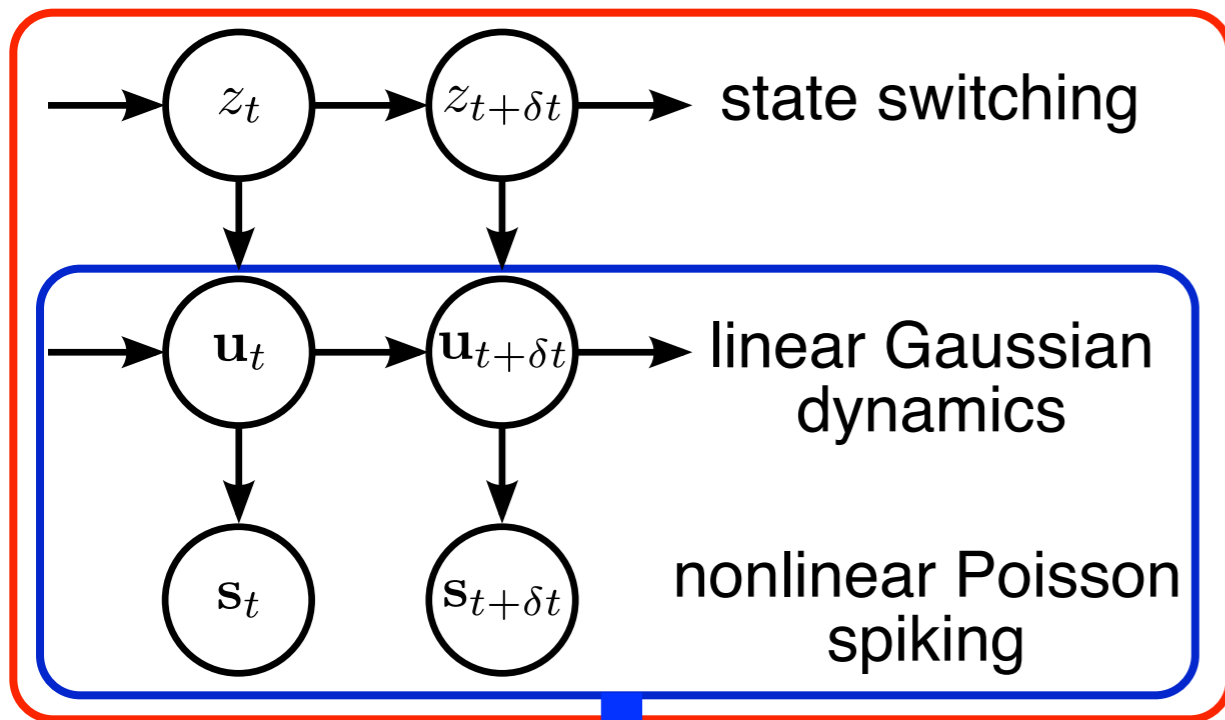 z_t z_{t+δt} state switching
u_t u_{t+δt} linear Gaussian
dynamics
s_t s_{t+δt} nonlinear Poisson
spiking